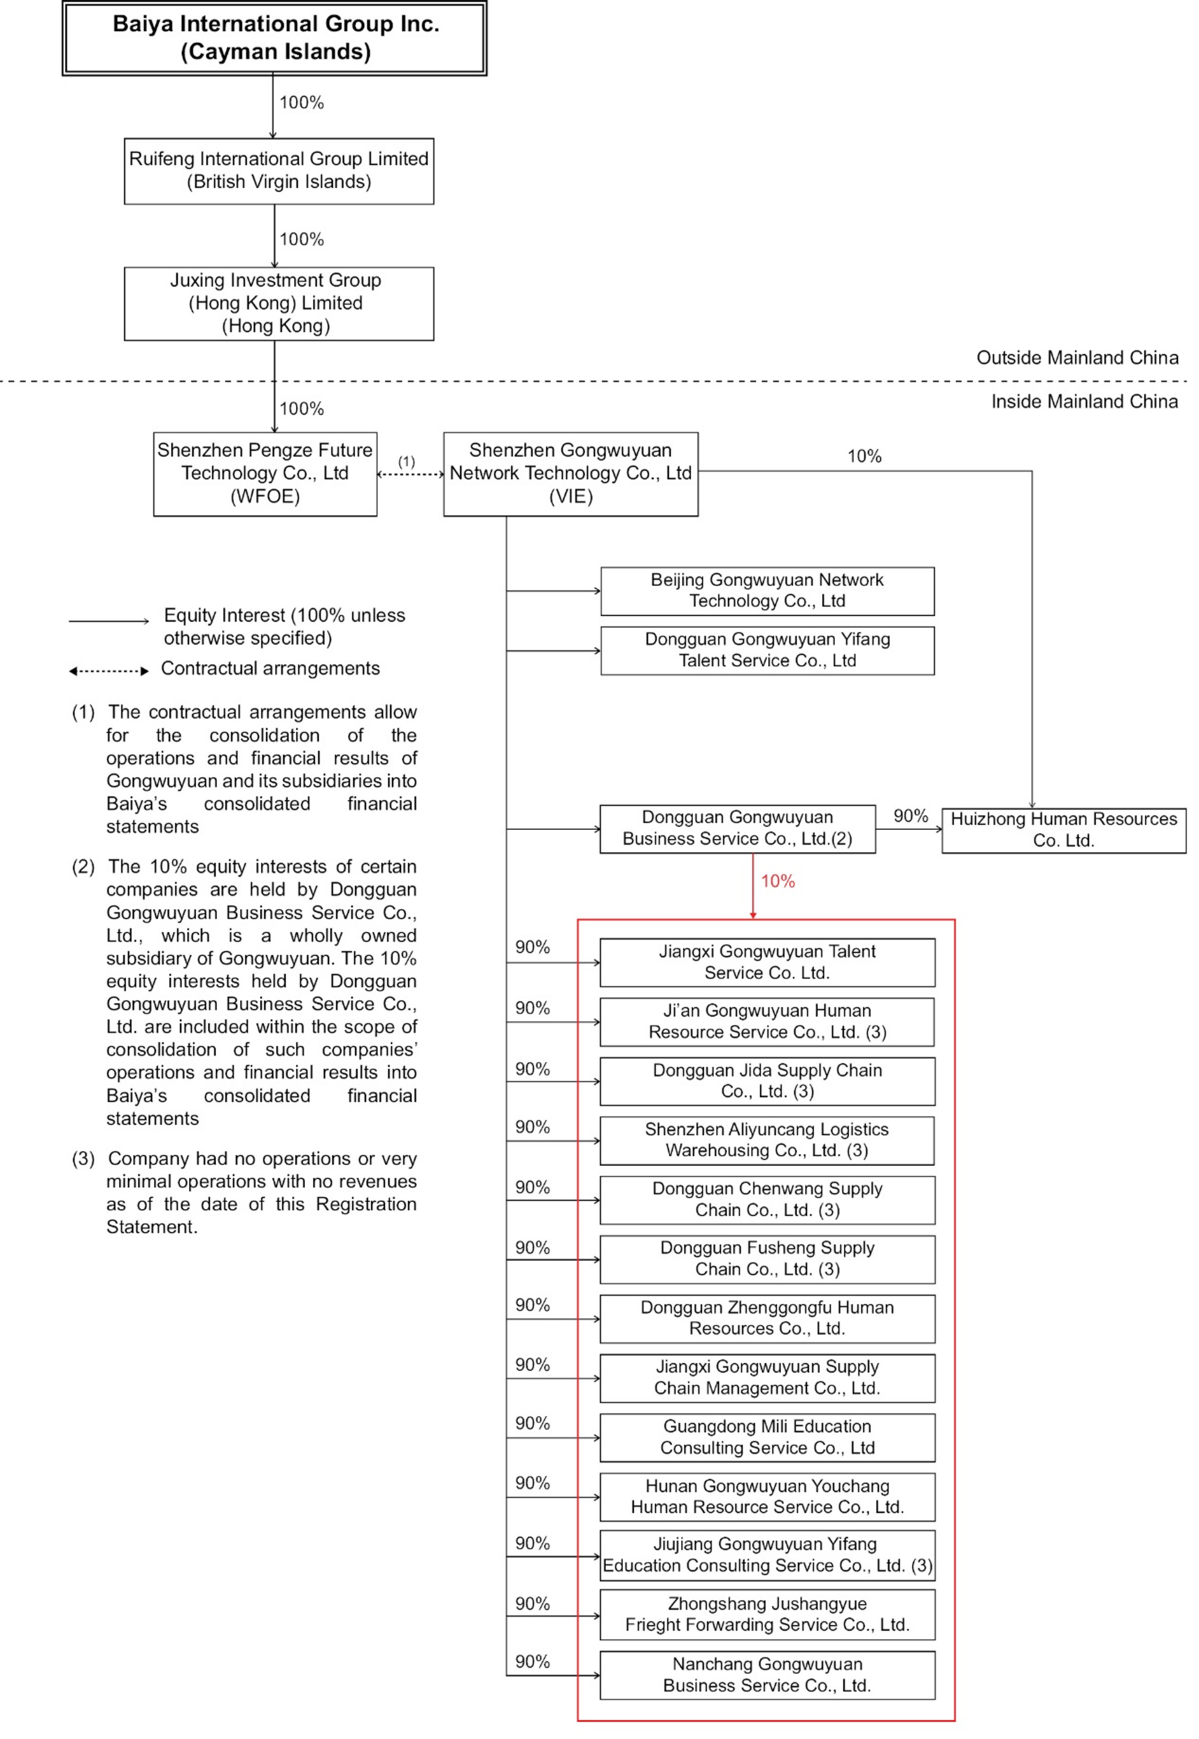 Baiya International Group Inc.
(Cayman Islands)
100%
Ruifeng International Group Limited
(British Virgin Islands)
100%
Juxing Investment Group
(Hong Kong) Limited
(Hong Kong)
Outside Mainland China
Inside Mainland China
100%
Shenzhen Pengze Future
Technology Co., Ltd
(WFOE)
(1)
Shenzhen Gongwuyuan
Network Technology Co., Ltd
(VIE)
10%
Beijing Gongwuyuan Network
Technology Co., Ltd
Dongguan Gongwuyuan Yifang
Talent Service Co., Ltd
Equity Interest (100% unless
otherwise specified)
Contractual arrangements
(1) The contractual arrangements allow
for the consolidation of the
operations and financial results of
Gongwuyuan and its subsidiaries into
Baiya's consolidated financial
statements
(2) The 10% equity interests of certain
companies are held by Dongguan
Gongwuyuan Business Service Co.,
Ltd., which is a wholly owned
subsidiary of Gongwuyuan. The 10%
equity interests held by Dongguan
Gongwuyuan Business Service Co.,
Ltd. are included within the scope of
consolidation of such companies'
operations and financial results into
Baiya's consolidated financial
statements
(3) Company had no operations or very
minimal operations with no revenues
as of the date of this Registration
Statement.
Dongguan Gongwuyuan
Business Service Co., Ltd.(2)
90%
Huizhong Human Resources
Co. Ltd.
10%
90%
Jiangxi Gongwuyuan Talent
Service Co. Ltd.
90%
Ji'an Gongwuyuan Human
Resource Service Co., Ltd. (3)
90%
Dongguan Jida Supply Chain
Co., Ltd. (3)
90%
Shenzhen Aliyuncang Logistics
Warehousing Co., Ltd. (3)
90%
Dongguan Chenwang Supply
Chain Co., Ltd. (3)
90%
Dongguan Fusheng Supply
Chain Co., Ltd. (3)
90%
Dongguan Zhenggongfu Human
Resources Co., Ltd.
90%
Jiangxi Gongwuyuan Supply
Chain Management Co., Ltd.
90%
Guangdong Mili Education
Consulting Service Co., Ltd
90%
Hunan Gongwuyuan Youchang
Human Resource Service Co., Ltd.
90%
Jiujiang Gongwuyuan Yifang
Education Consulting Service Co., Ltd. (3)
90%
Zhongshang Jushangyue
Frieght Forwarding Service Co., Ltd.
90%
Nanchang Gongwuyuan
Business Service Co., Ltd.